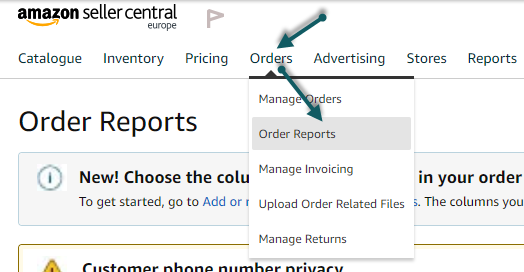 amazon seller central
europe
Catalogue Inventory Pricing Orders Advertising Stores Reports
Manage Orders
Order Reports
Order Reports
Manage Invoicing
New! Choose the colu in your order
To get started, go to Add or r s. The columns you
Upload Order Related Files
Manage Returns
Customer phone number privacy